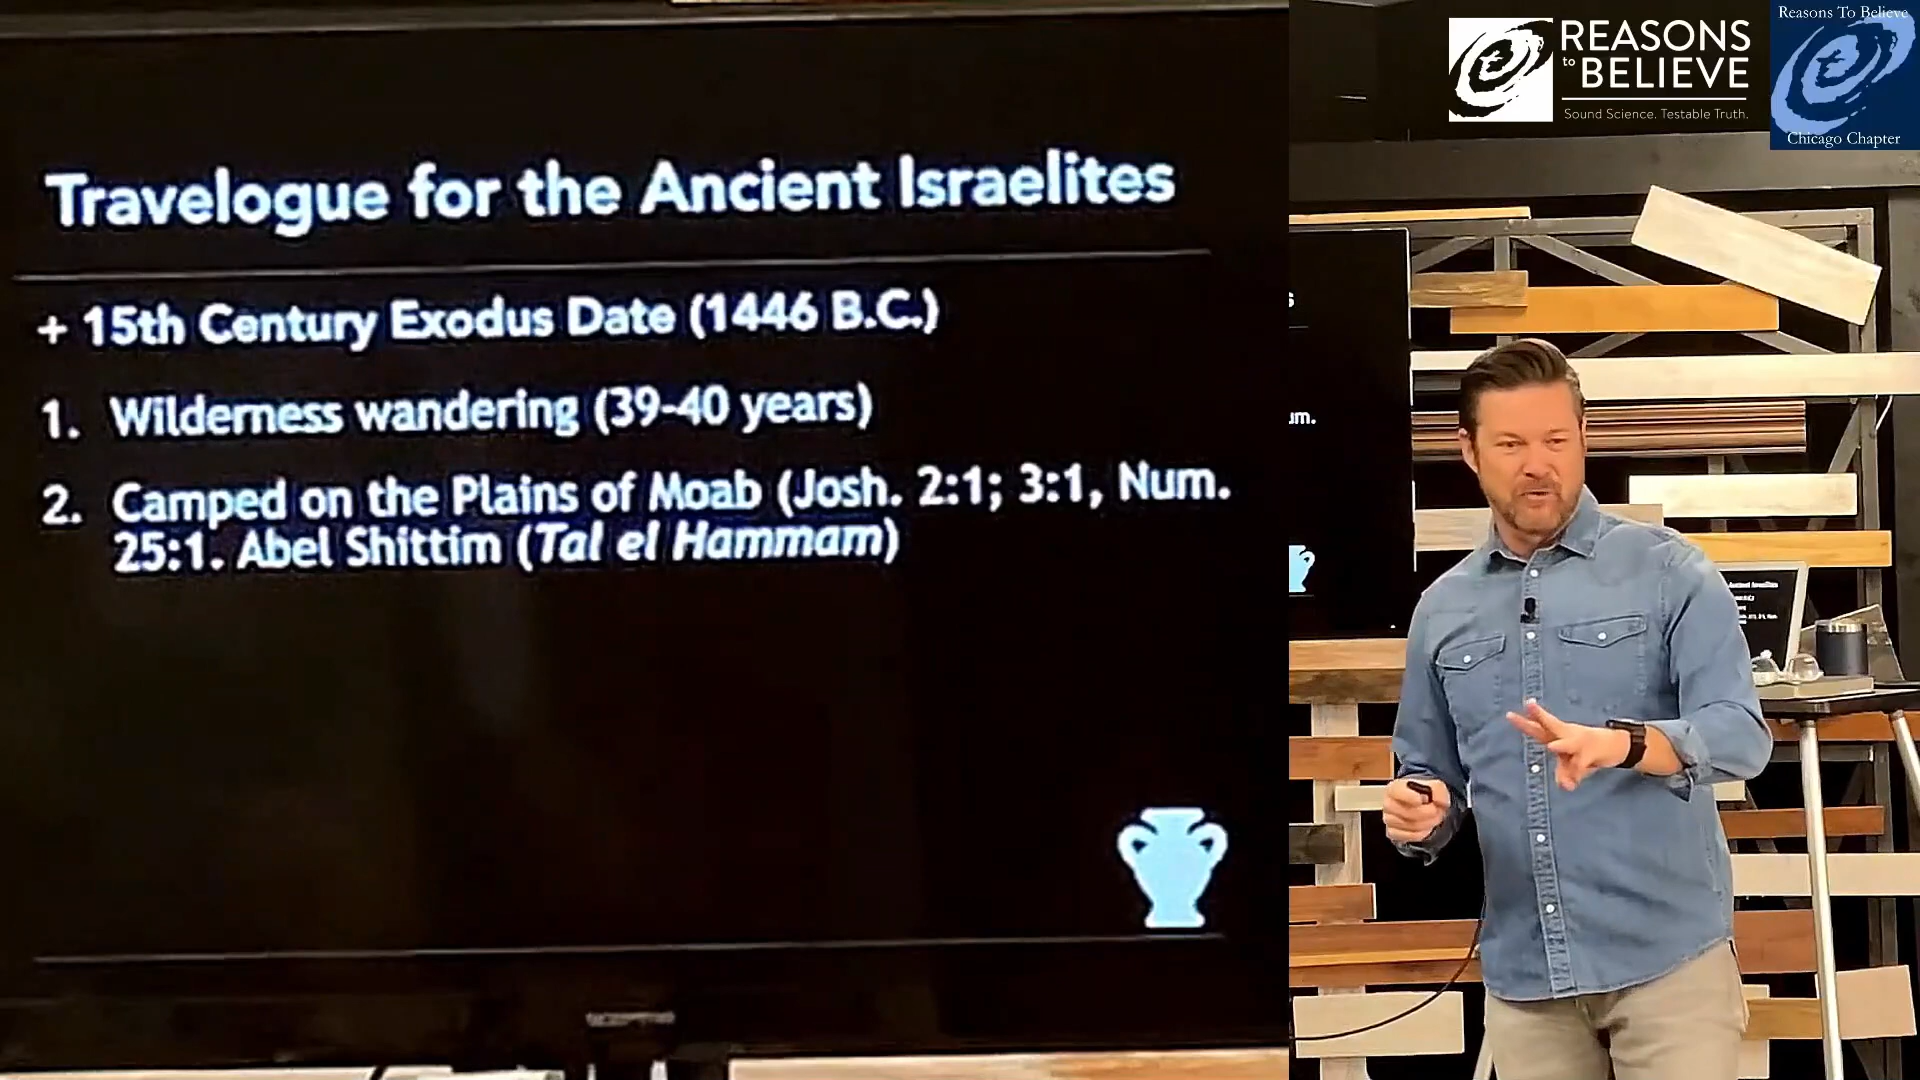 Travelogue for the Ancient Israelites
+ 15th Century Exodus Date (1446 B.C.)
1. Wilderness wandering (39-40 years)
2. Camped on the Plains of Moab (Josh. 2:1; 3:1, Num.
25:1. Abel Shittim (Tal el Hammam)
SCEPTRE
REASONS
to BELIEVE
Sound Science. Testable Truth.
Reasons To Believe
Chicago Chapter
s
um.